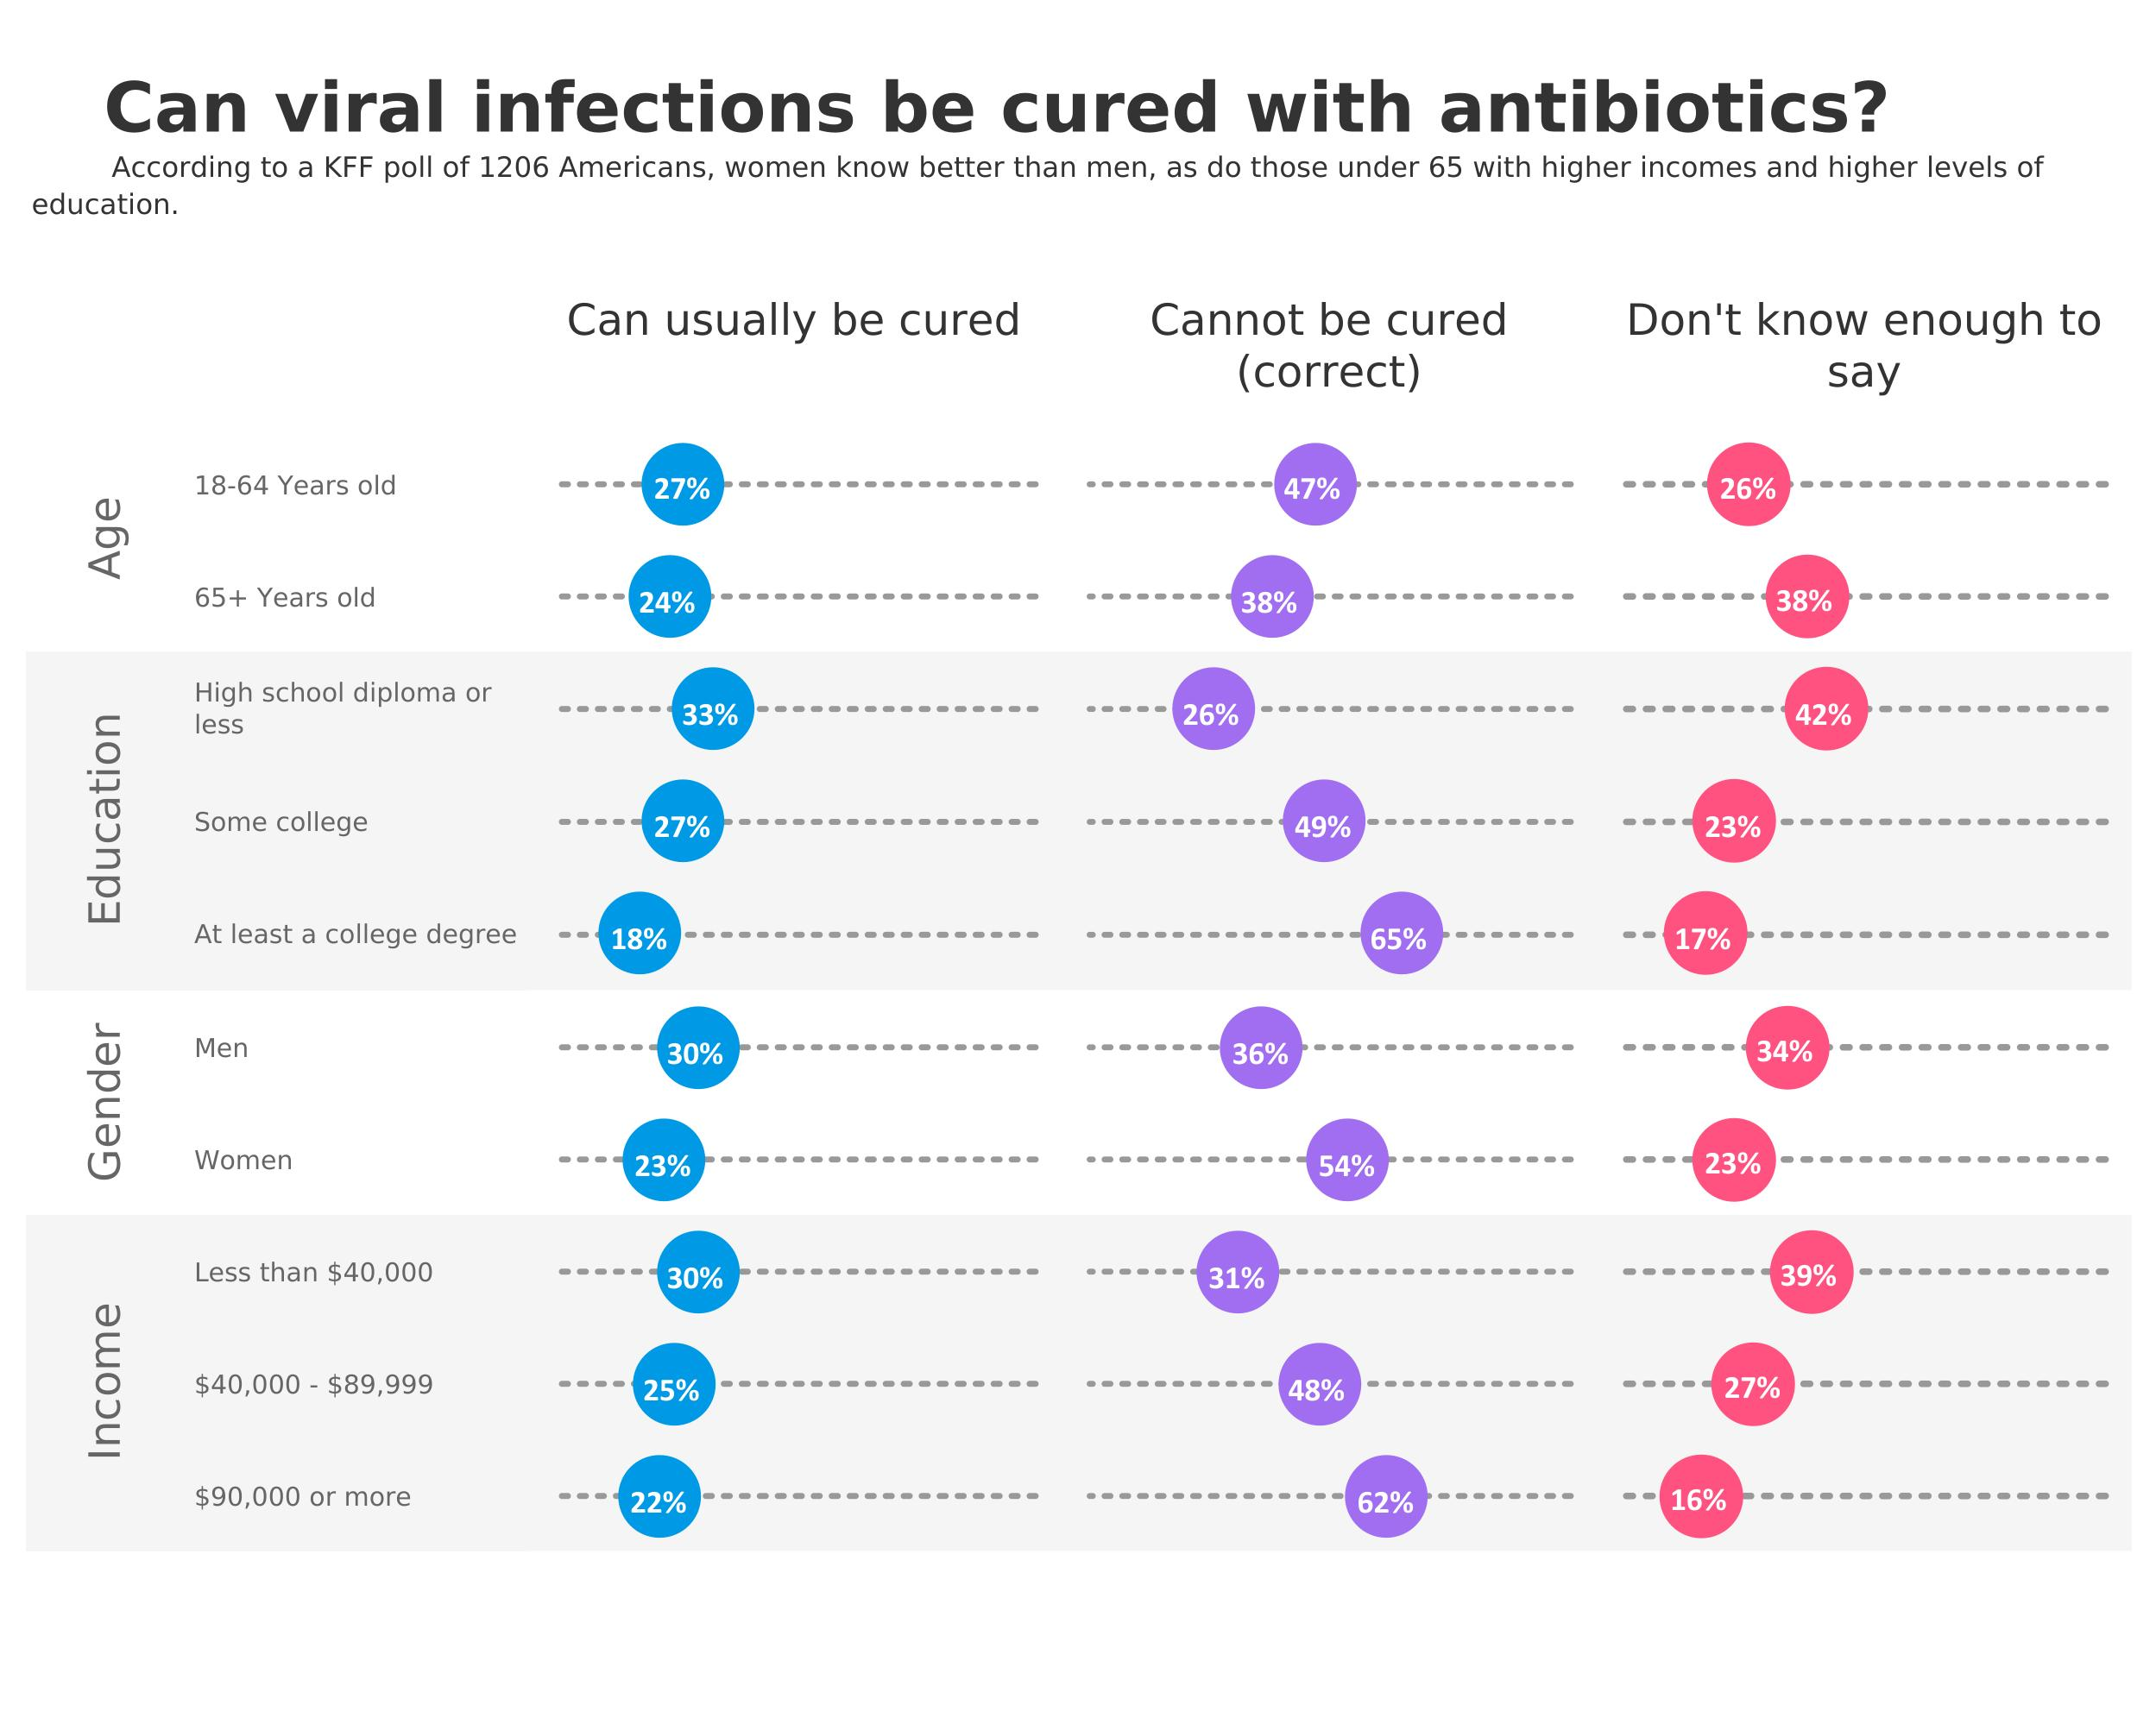 Can viral infections be cured with antibiotics?
According to a KFF poll of 1206 Americans, women know better than men, as do those under 65 with higher incomes and higher levels of
education.
Can usually be cured
Cannot be cured
(correct)
Don't know enough to
say
Age
18-64 Years old
27%
47%
26%
65+ Years old
24%
38%
38%
Education
High school diploma or
less
33%
26%
42%
Some college
27%
49%
23%
At least a college degree
18%
65%
17%
Gender
Men
30%
36%
34%
Women
23%
54%
23%
Income
Less than $40,000
30%
31%
39%
$40,000 - $89,999
25%
48%
27%
$90,000 or more
22%
62%
16%